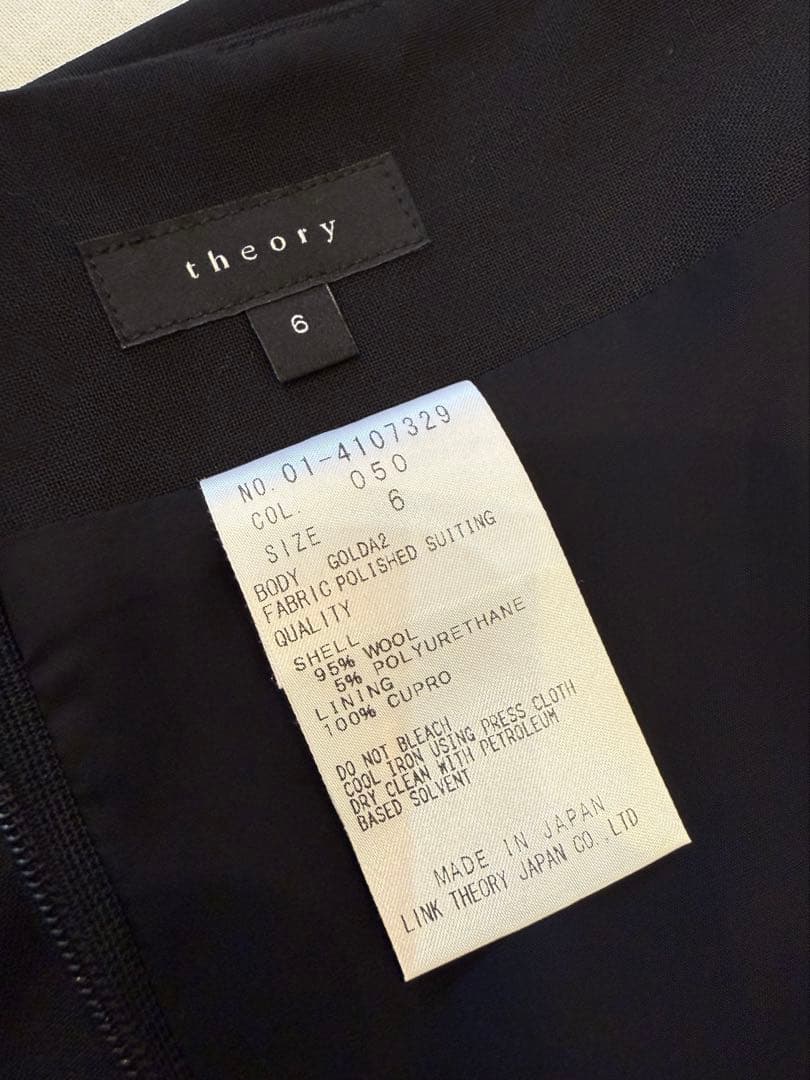 theory
6
NO. 01-4107329
COL. 050
SIZE 6
BODY GOLDA2
FABRIC POLISHED SUITING
QUALITY
SHELL
95% WOOL
5% POLYURETHANE
LINING
100% CUPRO
DO NOT BLEACH
COOL IRON USING PRESS CLOTH
DRY CLEAN WITH PETROLEUM
BASED SOLVENT
MADE IN JAPAN
LINK THEORY JAPAN CO.,LTD